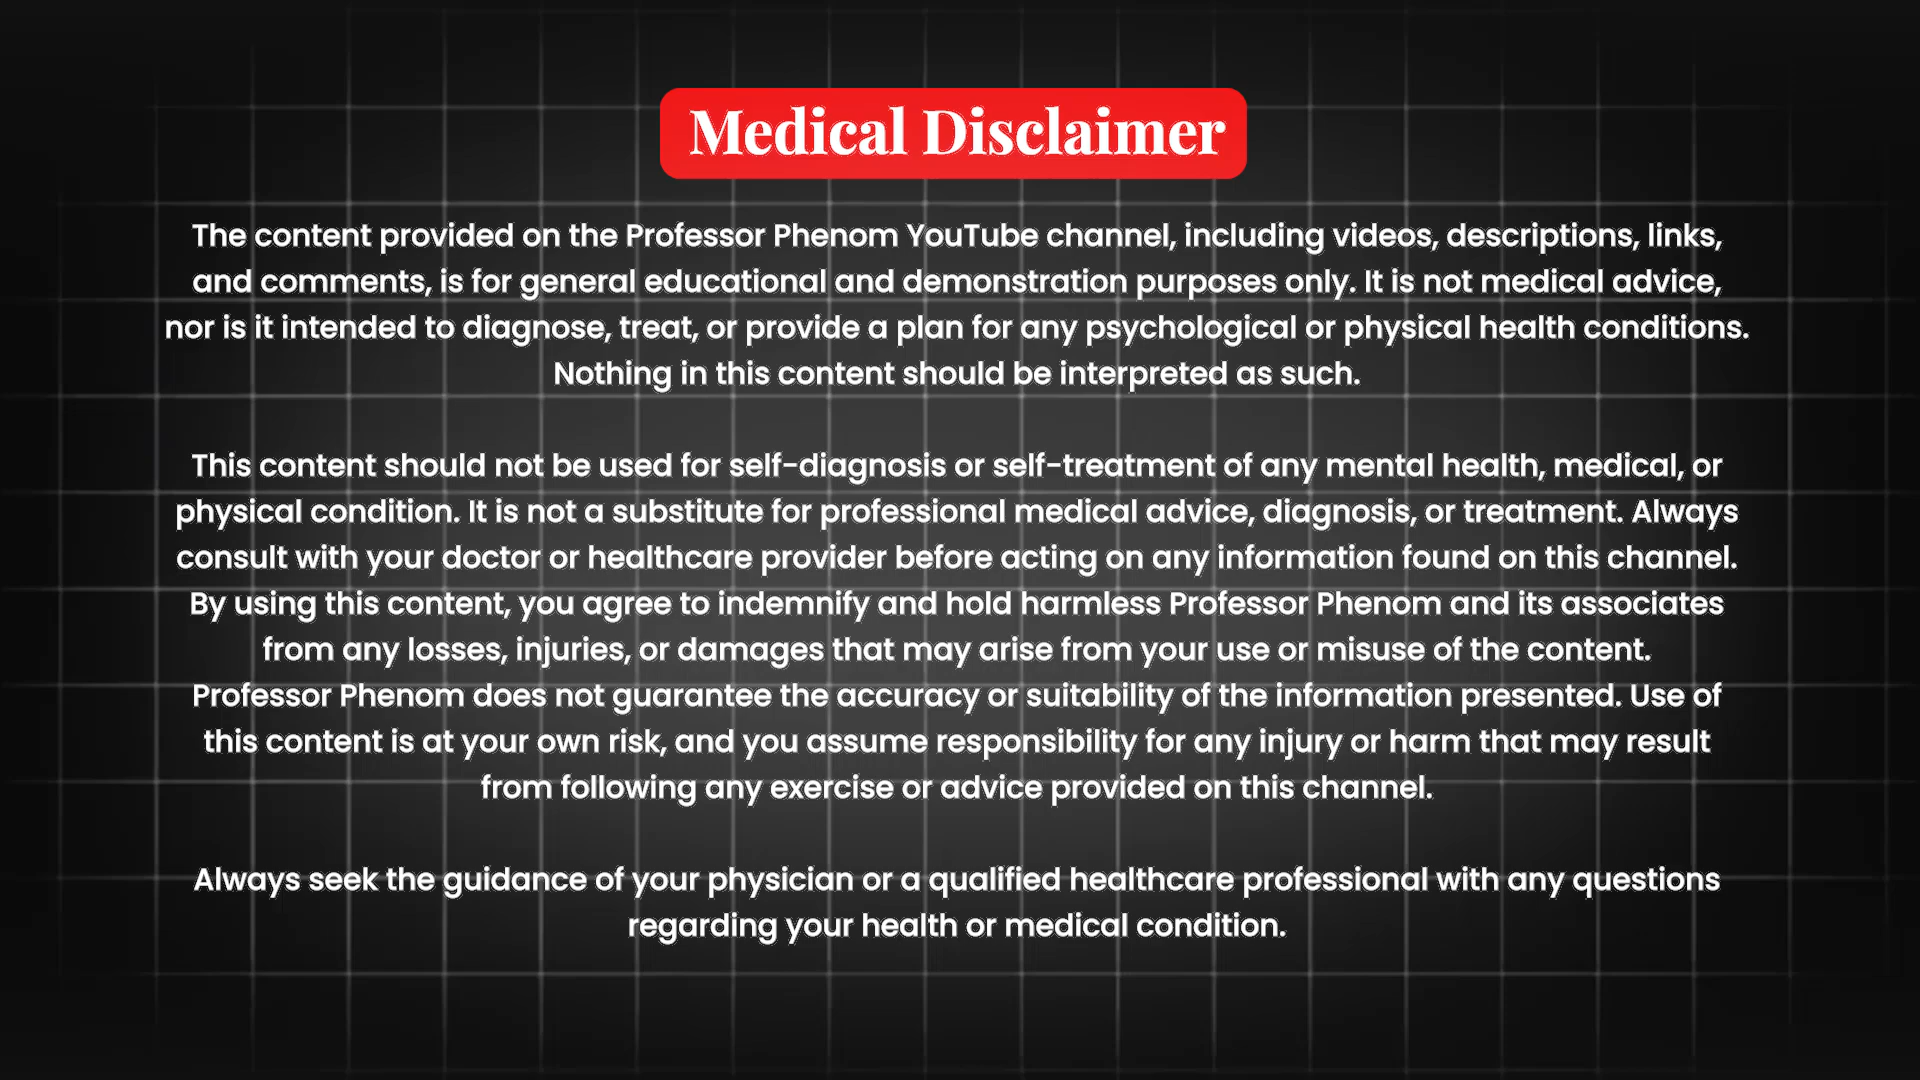 Medical Disclaimer
The content provided on the Professor Phenom YouTube channel, including videos, descriptions, links,
and comments, is for general educational and demonstration purposes only. It is not medical advice,
nor is it intended to diagnose, treat, or provide a plan for any psychological or physical health conditions.
Nothing in this content should be interpreted as such.
This content should not be used for self-diagnosis or self-treatment of any mental health, medical, or
physical condition. It is not a substitute for professional medical advice, diagnosis, or treatment. Always
consult with your doctor or healthcare provider before acting on any information found on this channel.
By using this content, you agree to indemnify and hold harmless Professor Phenom and its associates
from any losses, injuries, or damages that may arise from your use or misuse of the content.
Professor Phenom does not guarantee the accuracy or suitability of the information presented. Use of
this content is at your own risk, and you assume responsibility for any injury or harm that may result
from following any exercise or advice provided on this channel.
Always seek the guidance of your physician or a qualified healthcare professional with any questions
regarding your health or medical condition.